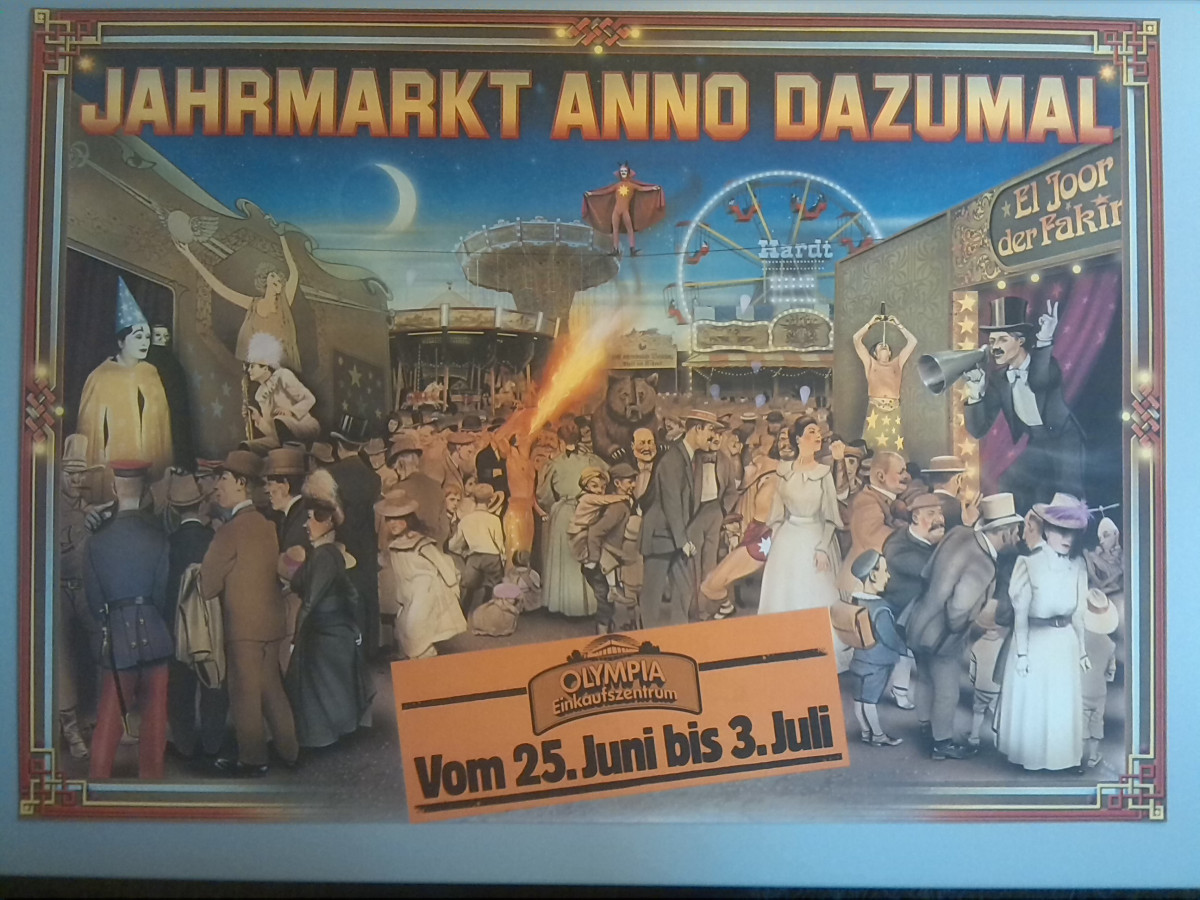 JAHRMARKT ANNO DAZUMAL
El Joor
der Fakir
Hardt
OLYMPIA
Einkaufszentrum
Vom 25. Juni bis 3. Juli